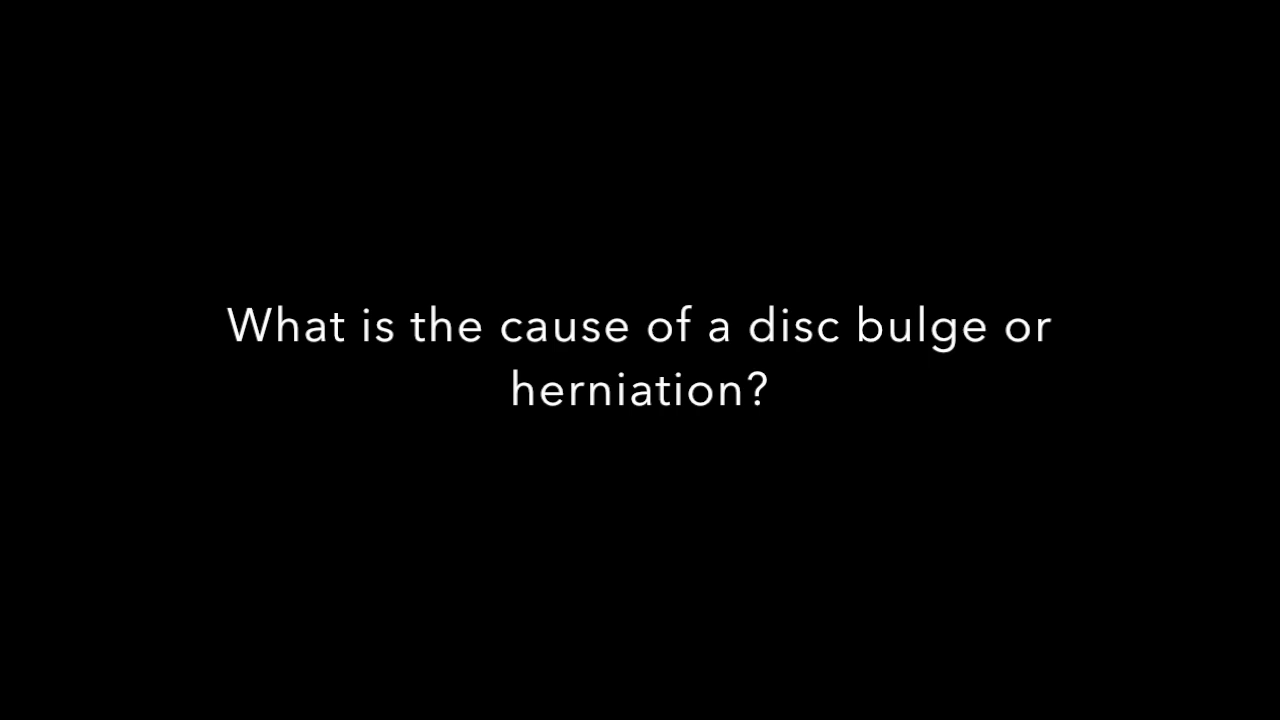 What is the cause of a disc bulge or
herniation?